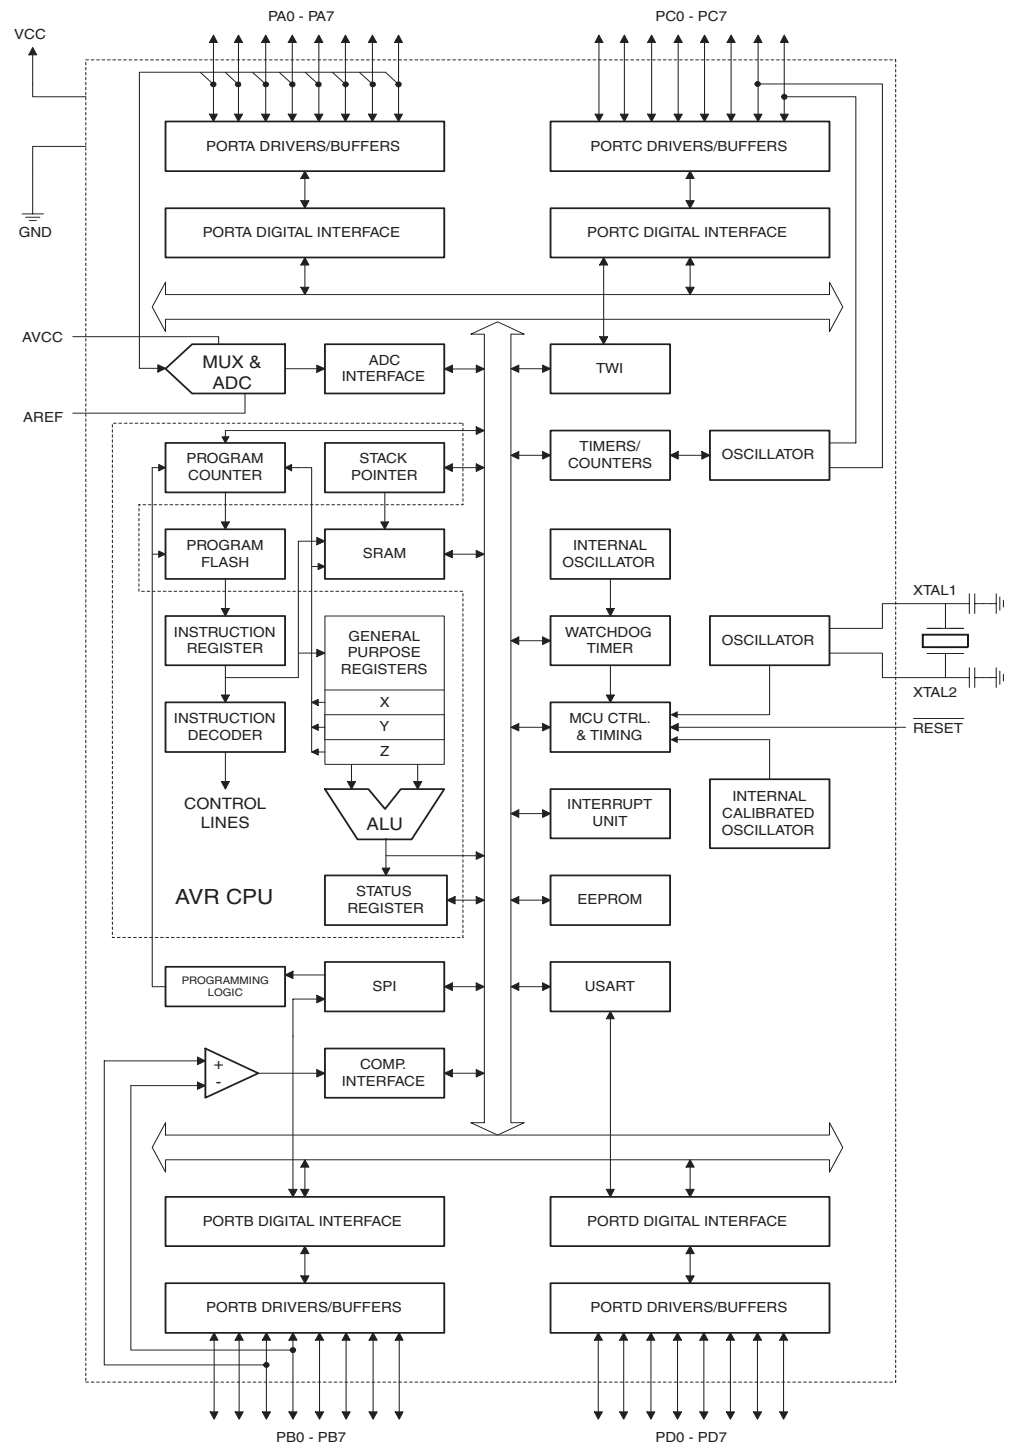 PA0 - PA7
PC0 - PC7
VCC
PORTA DRIVERS/BUFFERS
PORTC DRIVERS/BUFFERS
GND
PORTA DIGITAL INTERFACE
PORTC DIGITAL INTERFACE
AVCC
MUX &
ADC
ADC
INTERFACE
TWI
AREF
PROGRAM
COUNTER
STACK
POINTER
TIMERS/
COUNTERS
OSCILLATOR
PROGRAM
FLASH
SRAM
INTERNAL
OSCILLATOR
XTAL1
INSTRUCTION
REGISTER
GENERAL
PURPOSE
REGISTERS
WATCHDOG
TIMER
OSCILLATOR
XTAL2
X
INSTRUCTION
DECODER
Y
Z
MCU CTRL.
& TIMING
RESET
CONTROL
LINES
ALU
INTERRUPT
UNIT
INTERNAL
CALIBRATED
OSCILLATOR
AVR CPU
STATUS
REGISTER
EEPROM
PROGRAMMING
LOGIC
SPI
USART
+
-
COMP.
INTERFACE
PORTB DIGITAL INTERFACE
PORTD DIGITAL INTERFACE
PORTB DRIVERS/BUFFERS
PORTD DRIVERS/BUFFERS
PB0 - PB7
PD0 - PD7